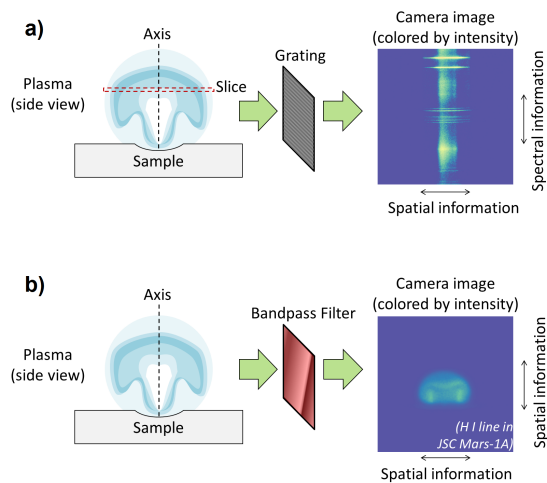 a)
Axis
Plasma
(side view)
Slice
Sample
Grating
Camera image
(colored by intensity)
Spectral information
Spatial information
b)
Axis
Plasma
(side view)
Sample
Bandpass Filter
Camera image
(colored by intensity)
(H I line in
JSC Mars-1A)
Spatial information
Spatial information